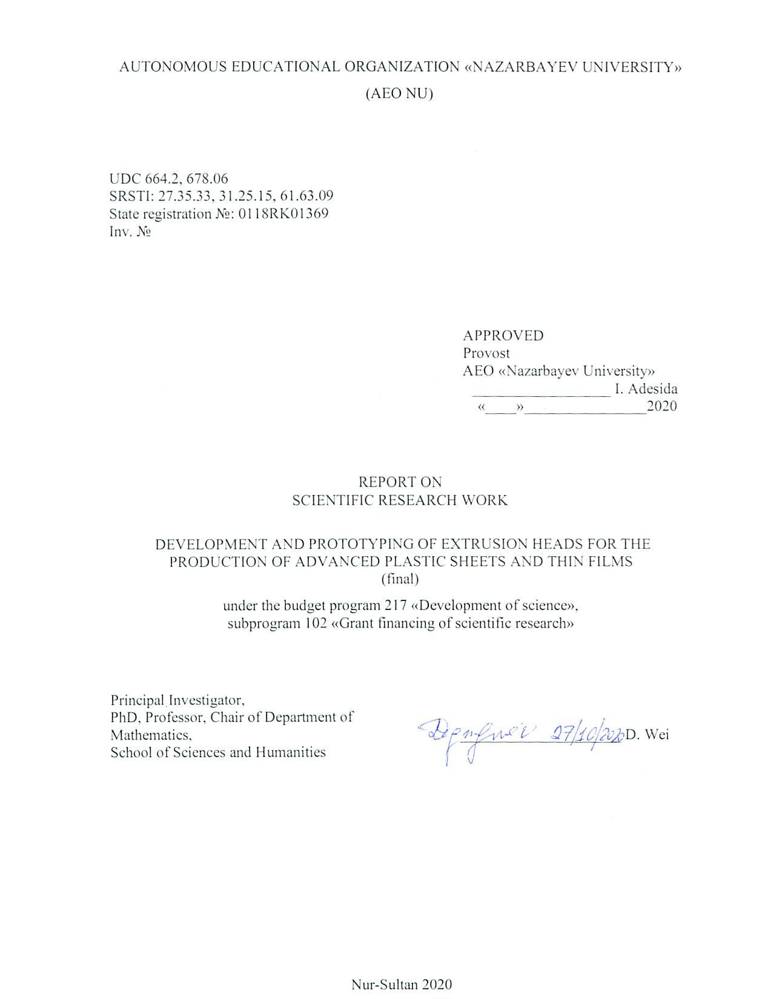 AUTONOMOUS EDUCATIONAL ORGANIZATION «NAZARBAYEV UNIVERSITY»
(AEO NU)
UDC 664.2, 678.06
SRSTI: 27.35.33, 31.25.15, 61.63.09
State registration №: 0118RK01369
Inv. №
APPROVED
Provost
AEO «Nazarbayev University»
__________________ I. Adesida
«____»________________2020
REPORT ON
SCIENTIFIC RESEARCH WORK
DEVELOPMENT AND PROTOTYPING OF EXTRUSION HEADS FOR THE
PRODUCTION OF ADVANCED PLASTIC SHEETS AND THIN FILMS
(final)
under the budget program 217 «Development of science»,
subprogram 102 «Grant financing of scientific research»
Principal Investigator,
PhD, Professor, Chair of Department of
Mathematics,
School of Sciences and Humanities
27/10/2020 D. Wei
Nur-Sultan 2020